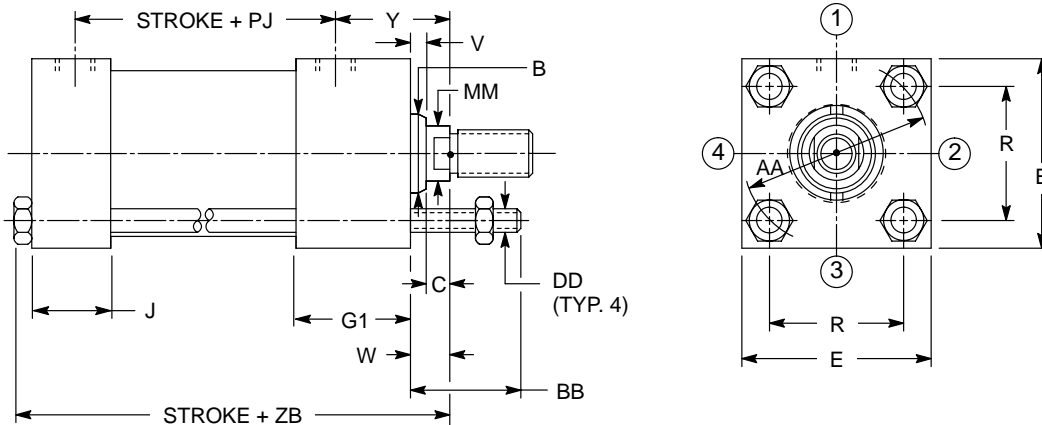 STROKE + PJ
Y
V
B
MM
C
DD
(TYP. 4)
J
G1
W
BB
STROKE + ZB
1
4
2
AA
R
E
3
R
E